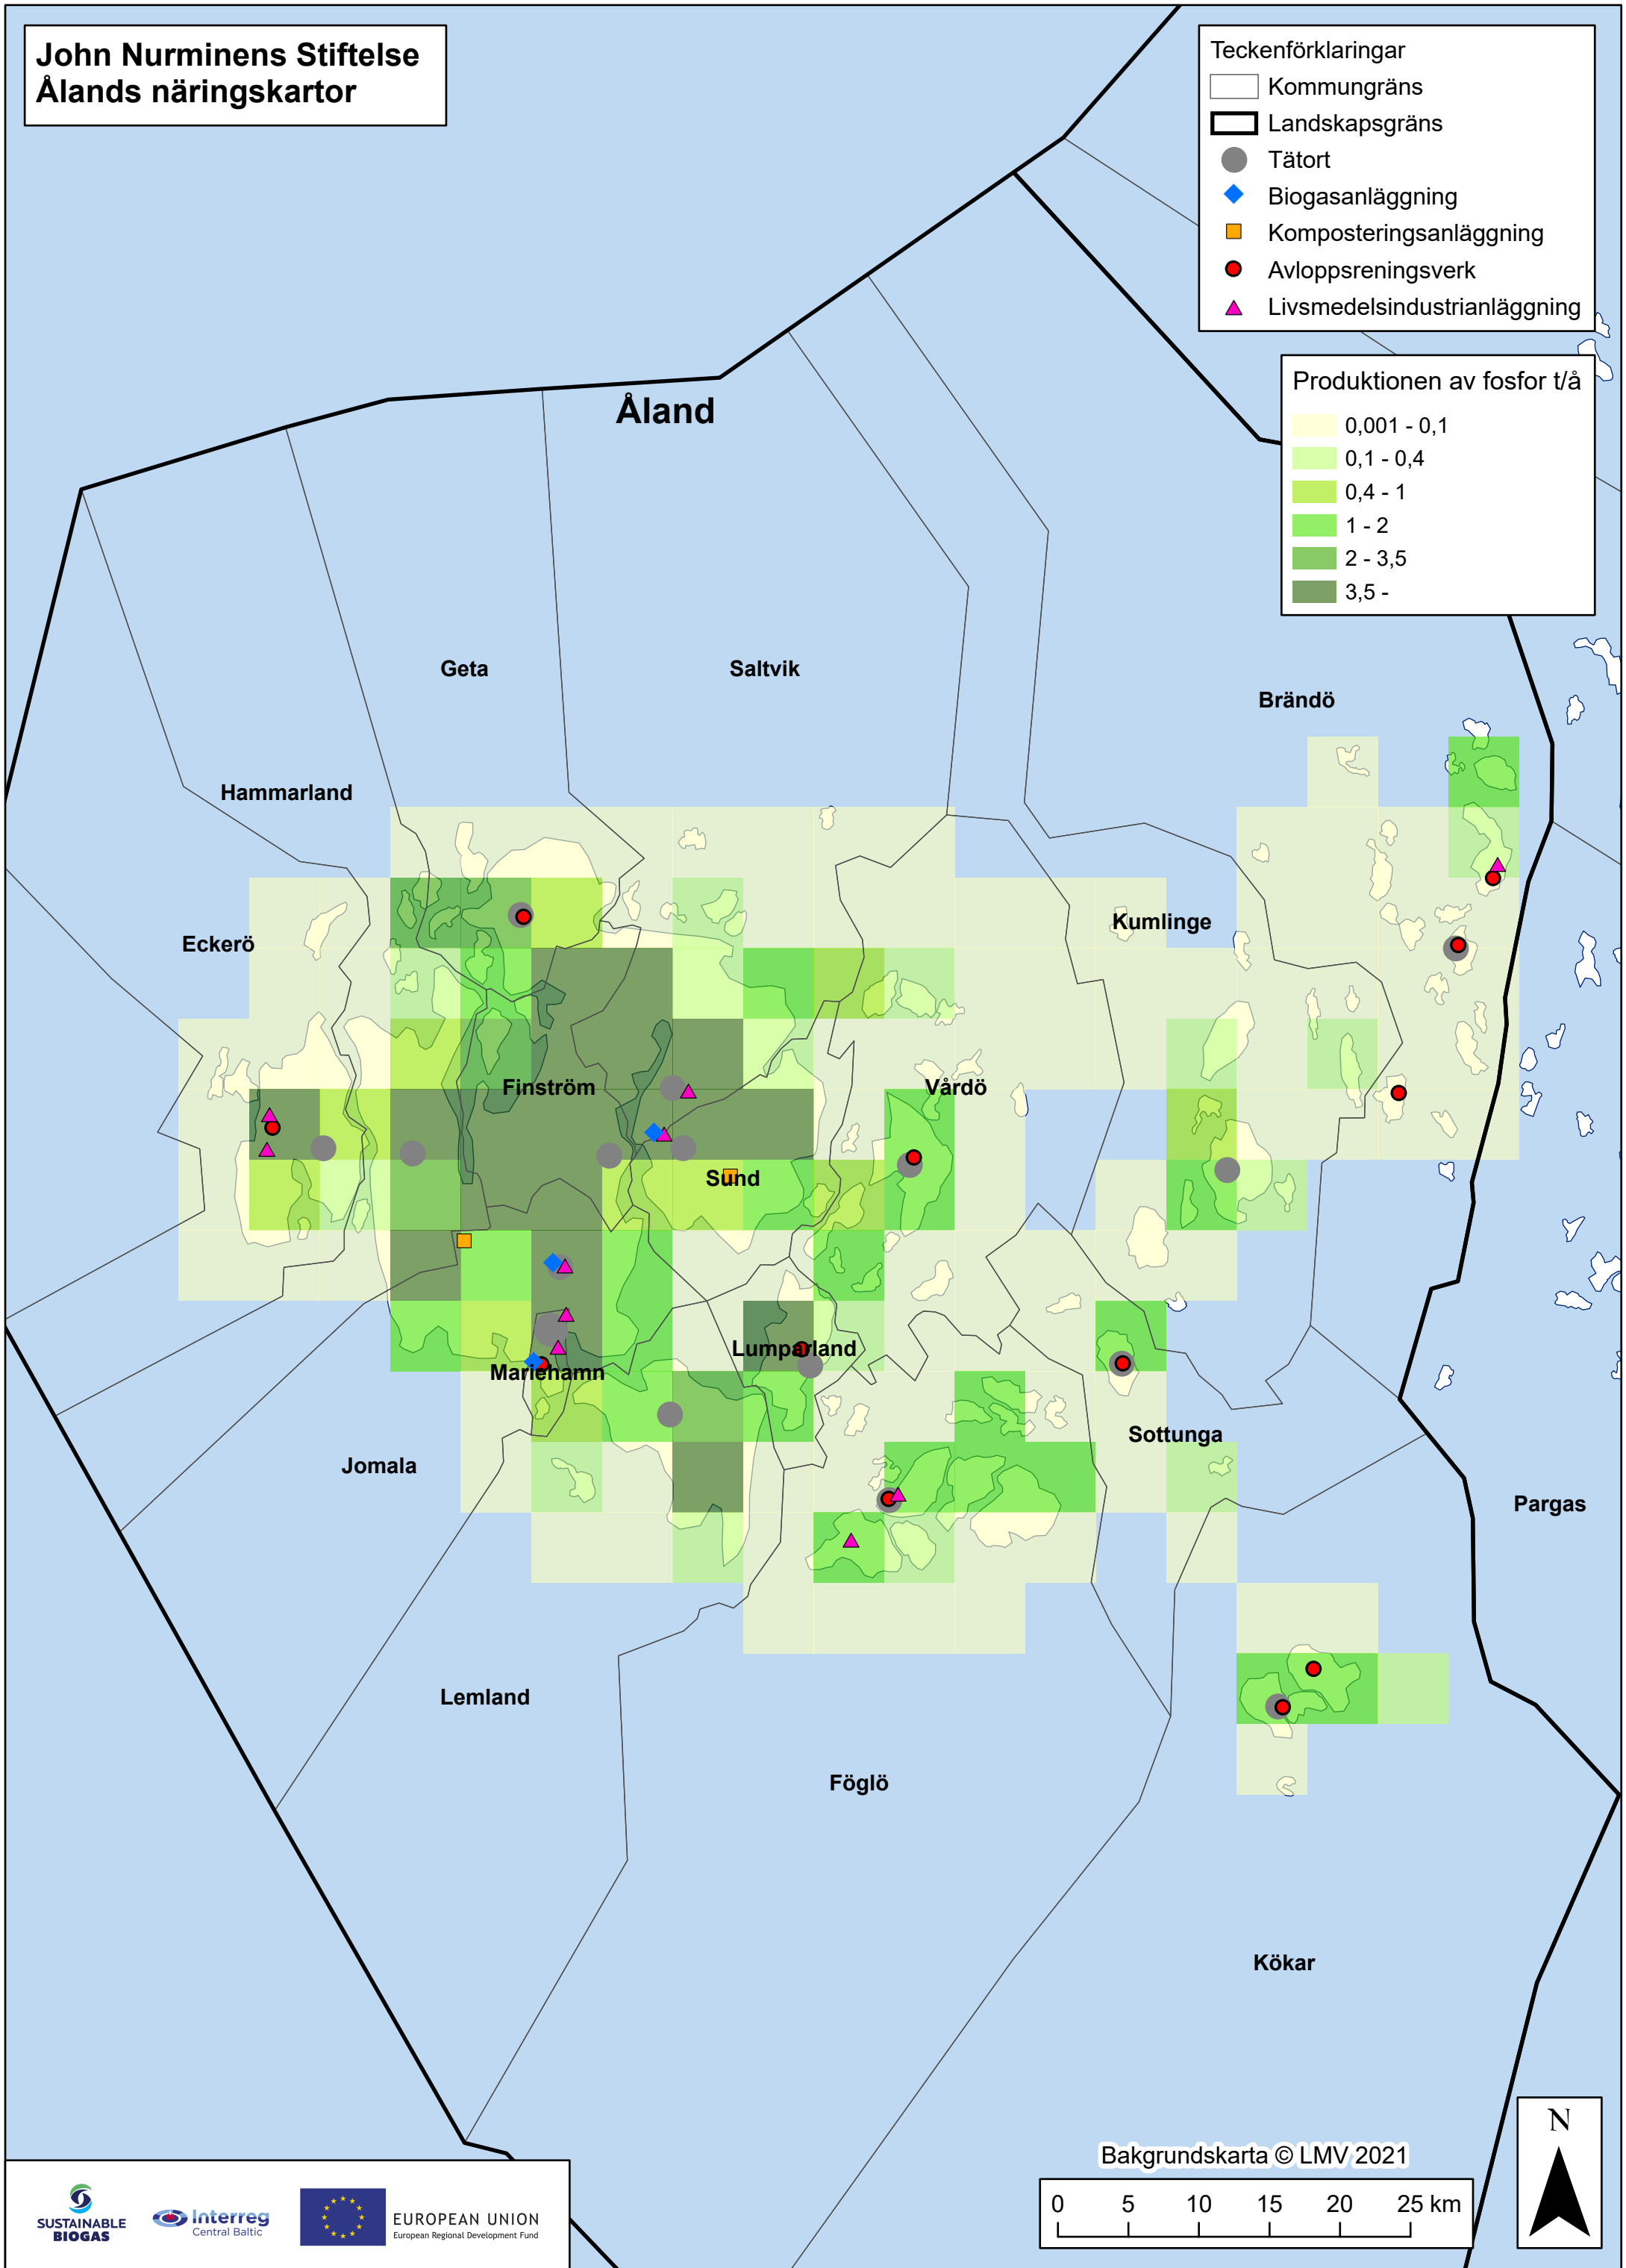 John Nurminens Stiftelse
Ålands näringskartor
Teckenförklaringar
Kommungräns
Landskapsgräns
Tätort
Biogasanläggning
Komposteringsanläggning
Avloppsreningsverk
Livsmedelsindustrianläggning
Produktionen av fosfor t/å
0,001 - 0,1
0,1 - 0,4
0,4 - 1
1 - 2
2 - 3,5
3,5 -
Åland
Geta
Saltvik
Brändö
Hammarland
Kumlinge
Eckerö
Finström
Vårdö
Sund
Lumparland
Mariehamn
Sottunga
Jomala
Pargas
Lemland
Föglö
Kökar
Bakgrundskarta © LMV 2021
0 5 10 15 20 25 km
N
SUSTAINABLE
BIOGAS
Interreg
Central Baltic
EUROPEAN UNION
European Regional Development Fund